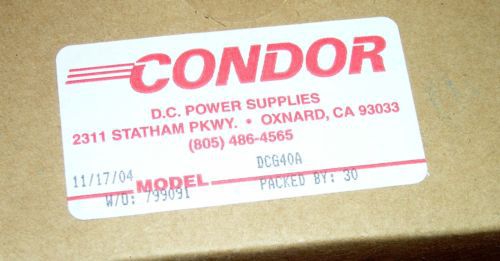 CONDOR
D.C. POWER SUPPLIES
2311 STATHAM PKWY. • OXNARD, CA 93033
(805) 486-4565
11/17/04 MODEL DCG40A
W/O: 799091 PACKED BY: 30